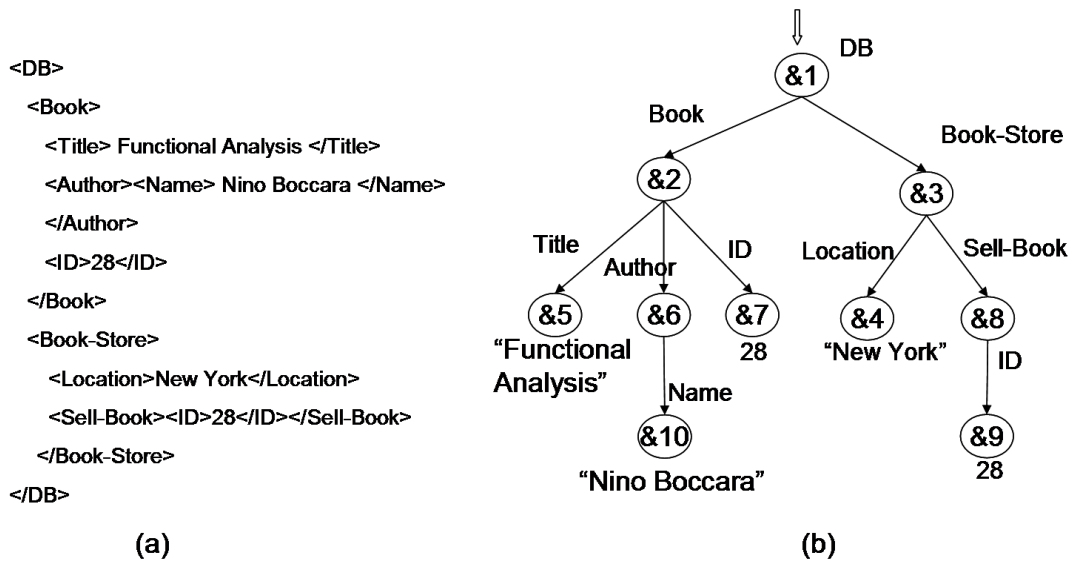 <DB>
<Book>
<Title> Functional Analysis </Title>
<Author><Name> Nino Boccara </Name>
</Author>
<ID>28</ID>
</Book>
<Book-Store>
<Location>New York</Location>
<Sell-Book><ID>28</ID></Sell-Book>
</Book-Store>
</DB>
(a)
DB
&1
Book
Book-Store
&2
&3
Title
Author
ID
Location
Sell-Book
&5
&6
&7
&4
&8
“Functional
Analysis”
28
“New York”
ID
Name
&10
&9
“Nino Boccara”
28
(b)